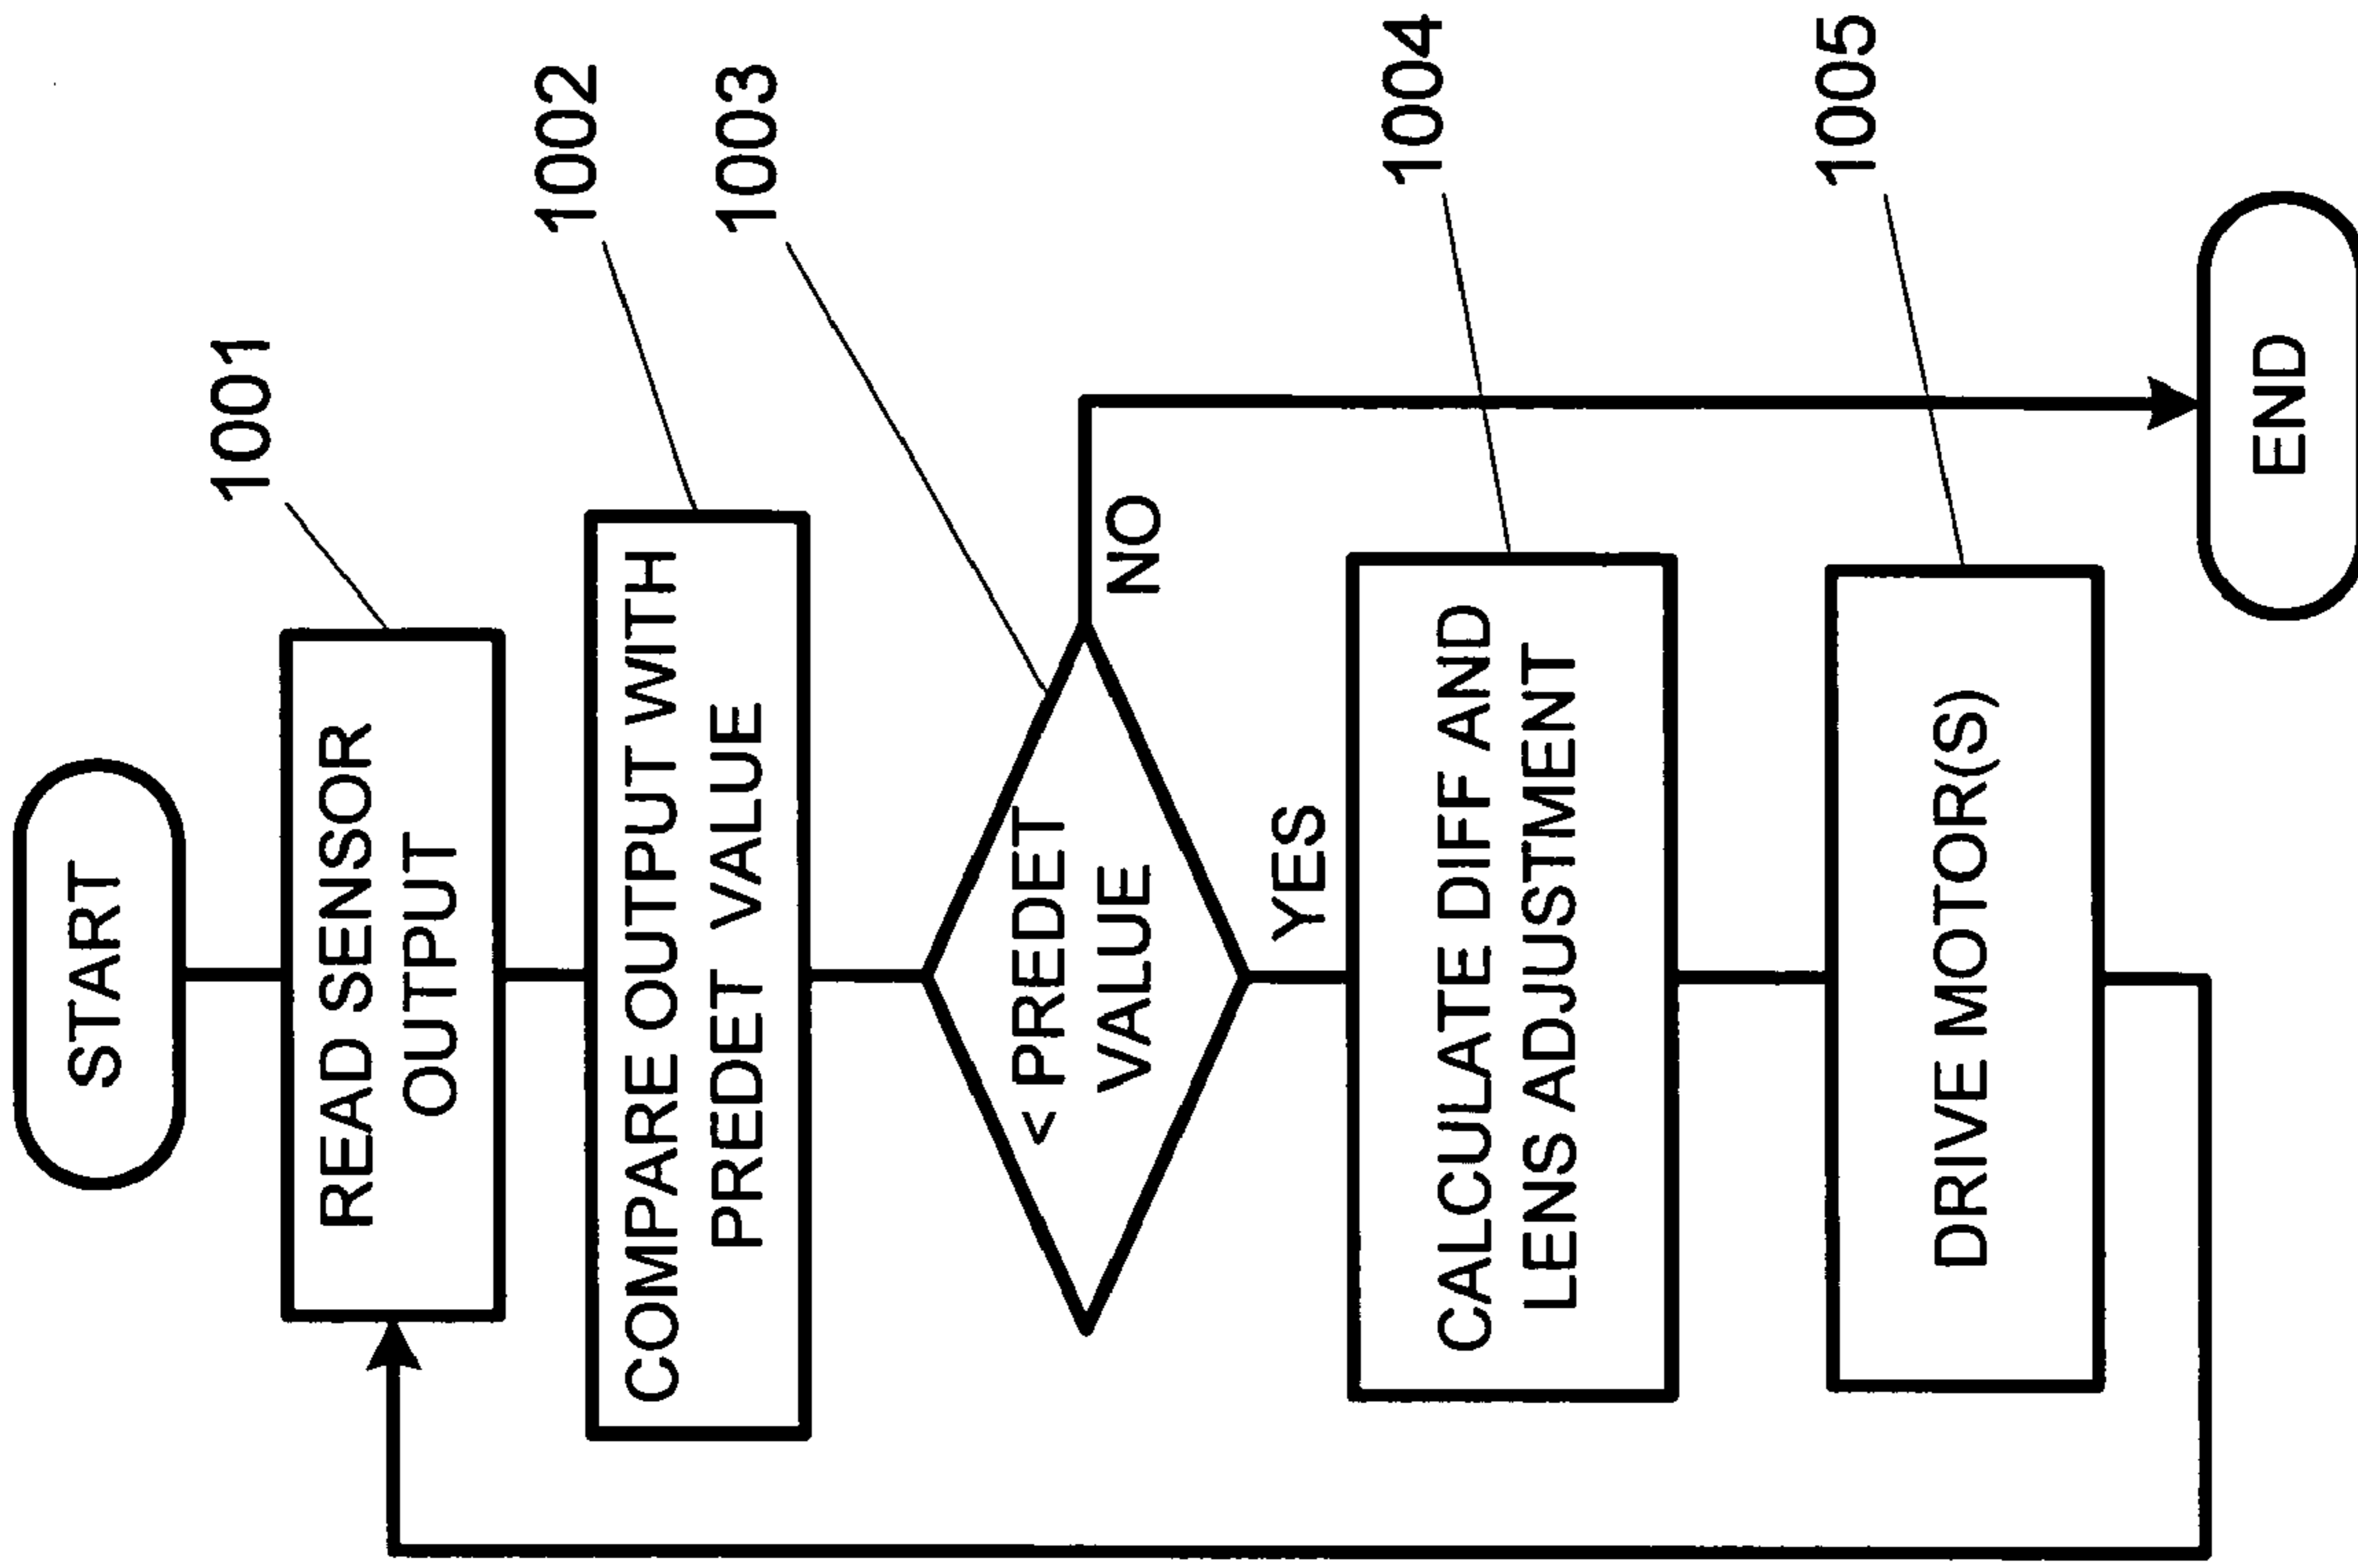 START
1001
READ SENSOR
OUTPUT
1002
COMPARE OUTPUT WITH
PREDET VALUE
1003
< PREDET
VALUE
NO
YES
1004
CALCULATE DIFF AND
LENS ADJUSTMENT
1005
DRIVE MOTOR(S)
END